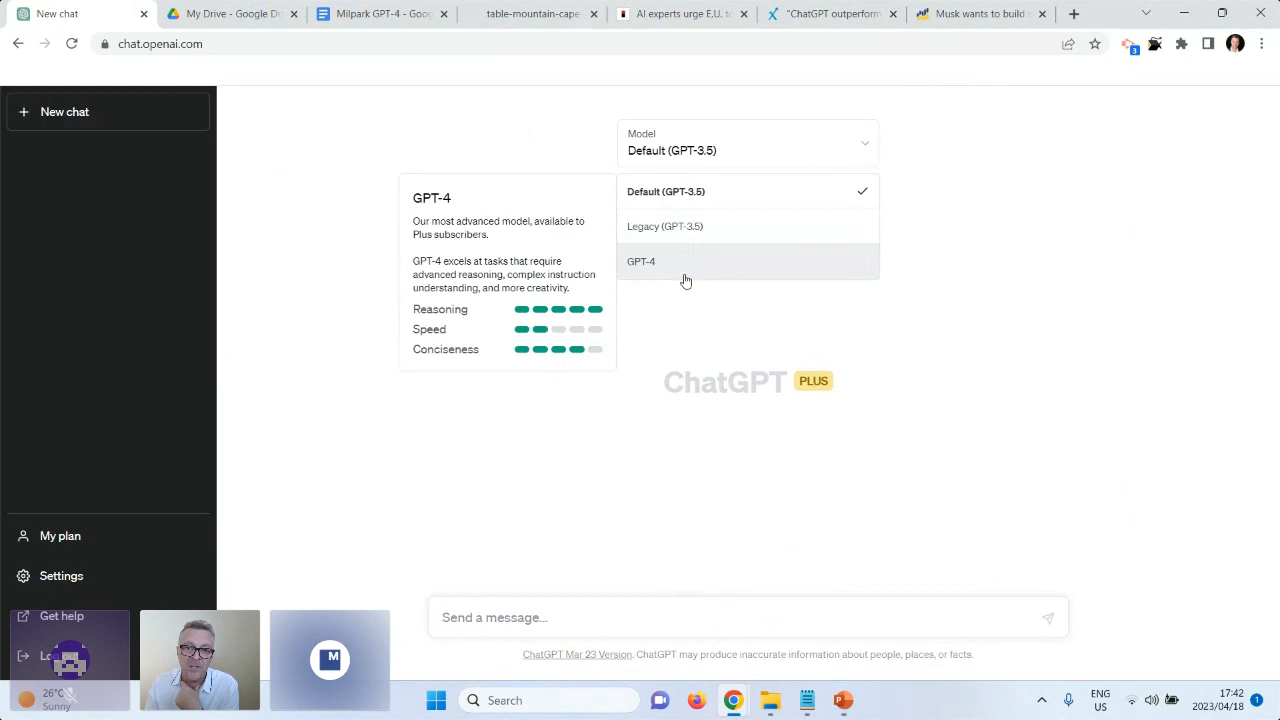 New chat
My Drive - Google Dri
Milpark GPT-4 - Goog
table-mountain-cape
AI experts urge E.U. to
"ChatGPT outperform
Musk wants to build a
chat.openai.com
3
New chat
Model
Default (GPT-3.5)
Default (GPT-3.5)
Legacy (GPT-3.5)
GPT-4
GPT-4
Our most advanced model, available to
Plus subscribers.
GPT-4 excels at tasks that require
advanced reasoning, complex instruction
understanding, and more creativity.
Reasoning
Speed
Conciseness
ChatGPT PLUS
My plan
Settings
Get help
M
Send a message...
ChatGPT Mar 23 Version. ChatGPT may produce inaccurate information about people, places, or facts.
26°C
Sunny
Search
ENG
US
17:42
2023/04/18
1